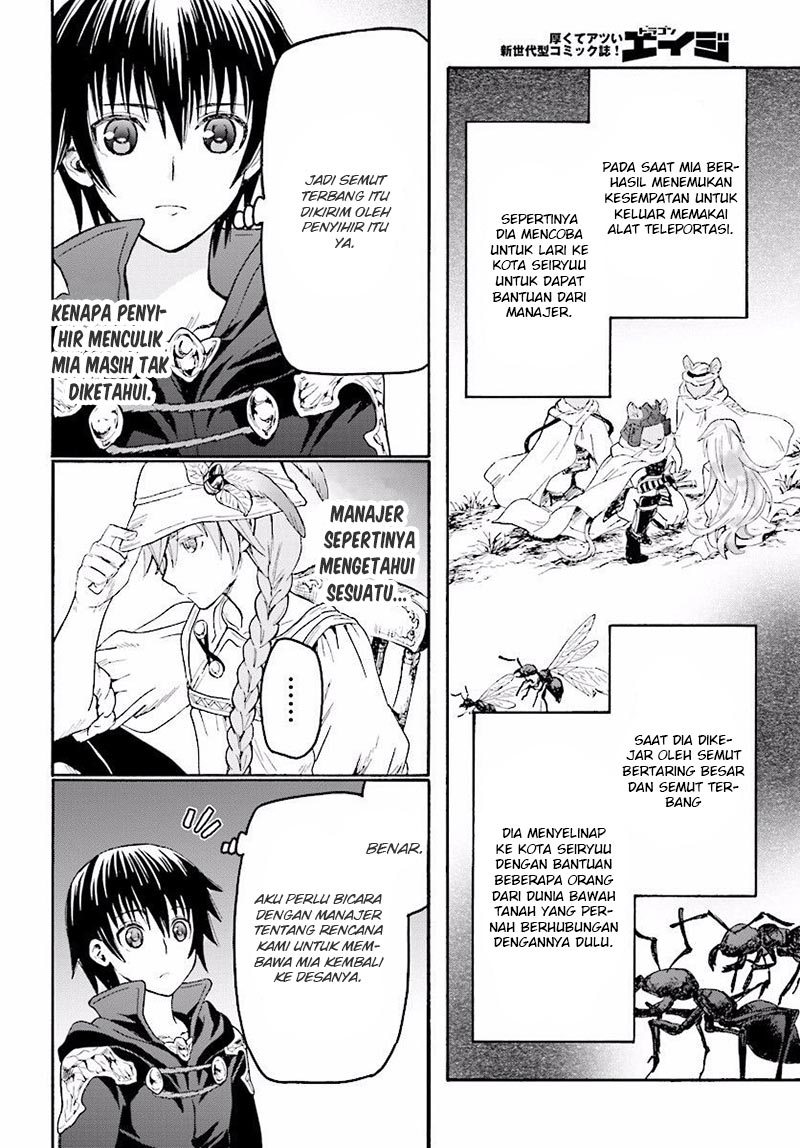 厚くてアツい
新世代型コミック誌!
ドラゴン
エイジ
PADA SAAT MIA BER-
HASIL MENEMUKAN
KESEMPATAN UNTUK
KELUAR MEMAKAI
ALAT TELEPORTASI.
SEPERTINYA
DIA MENCOBA
UNTUK LARI KE
KOTA SEIRYUU
UNTUK DAPAT
BANTUAN DARI
MANAJER.
SAAT DIA DIKE-
JAR OLEH SEMUT
BERTARING BESAR
DAN SEMUT TER-
BANG
DIA MENYELINAP
KE KOTA SEIRYUU
DENGAN BANTUAN
BEBERAPA ORANG
DARI DUNIA BAWAH
TANAH YANG PER-
NAH BERHUBUNGAN
DENGANNYA DULU.
JADI SEMUT
TERBANG ITU
DIKIRIM OLEH
PENYIHIR ITU
YA.
KENAPA PENYI-
HIR MENCULIK
MIA MASIH TAK
DIKETAHUI.
MANAJER
SEPERTINYA
MENGETAHUI
SESUATU...
......
BENAR.
AKU PERLU BICARA
DENGAN MANAJER
TENTANG RENCANA
KAMI UNTUK MEM-
BAWA MIA KEMBALI
KE DESANYA.